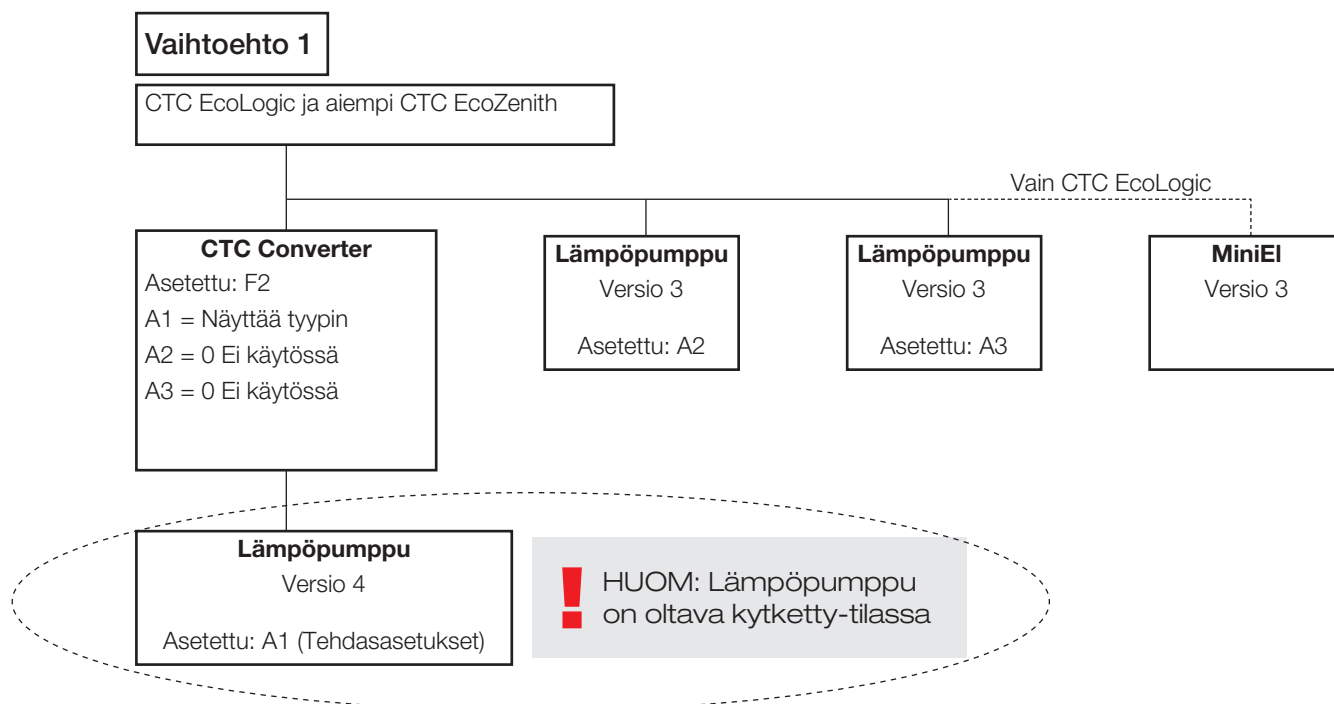 Vaihtoehto 1
CTC EcoLogic ja aiempi CTC EcoZenith
Vain CTC EcoLogic
CTC Converter
Asetettu: F2
A1 = Näyttää tyypin
A2 = 0 Ei käytössä
A3 = 0 Ei käytössä
Lämpöpumppu
Versio 3
Asetettu: A2
Lämpöpumppu
Versio 3
Asetettu: A3
MiniEl
Versio 3
Lämpöpumppu
Versio 4
Asetettu: A1 (Tehdasasetukset)
! HUOM: Lämpöpumppu
on oltava kytketty-tilassa